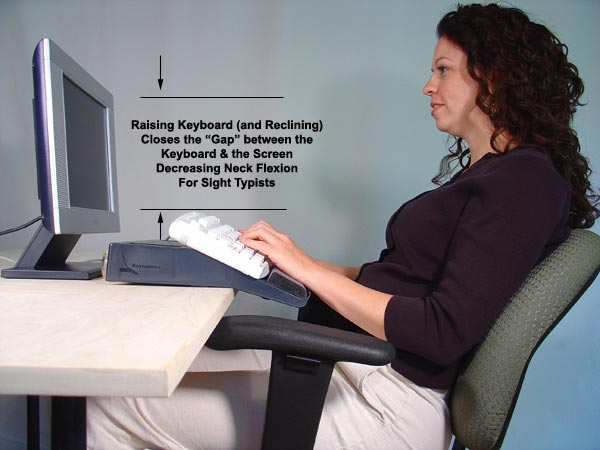 Raising Keyboard (and Reclining)
Closes the “Gap” between the
Keyboard & the Screen
Decreasing Neck Flexion
For Sight Typists